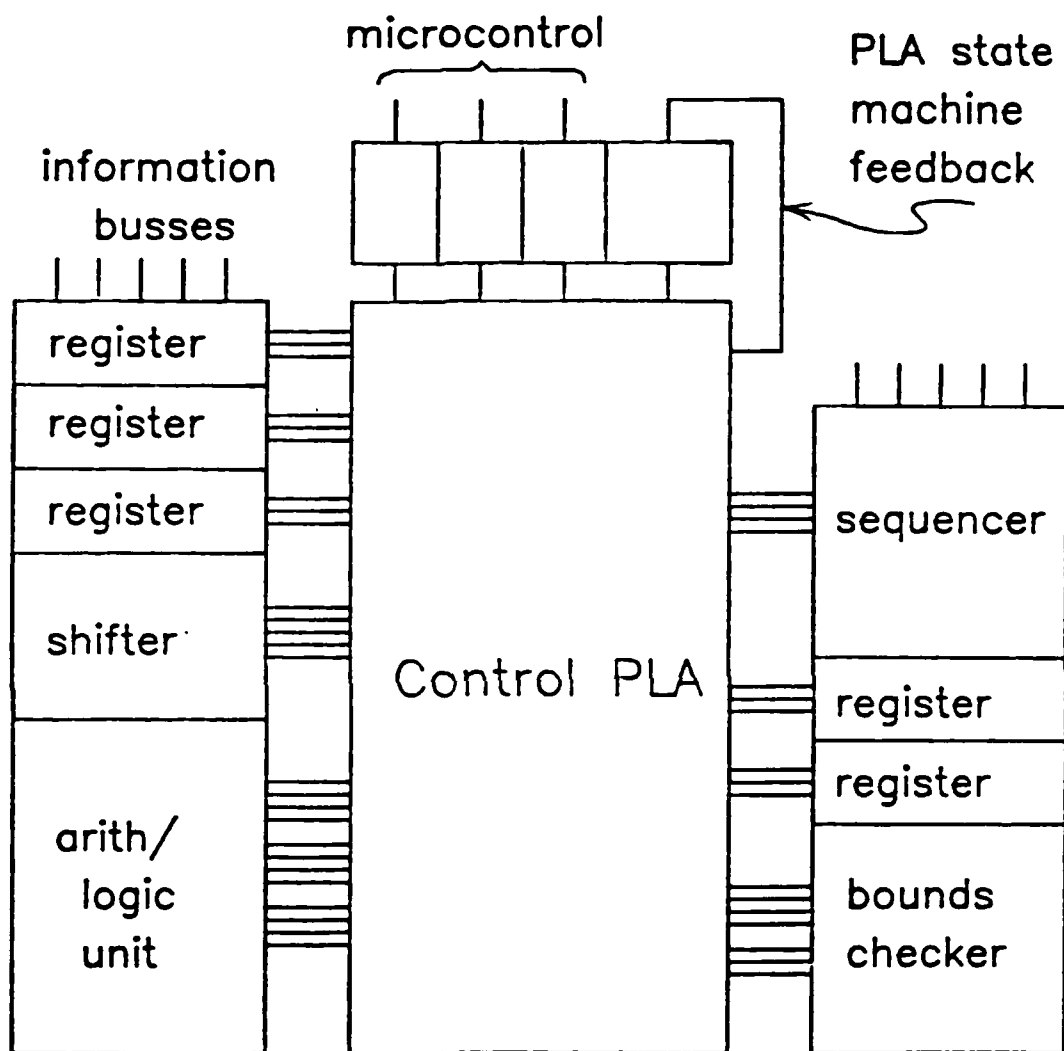 microcontrol
PLA state
machine
feedback
information
busses
register
register
register
shifter
arith/
logic
unit
Control PLA
sequencer
register
register
bounds
checker